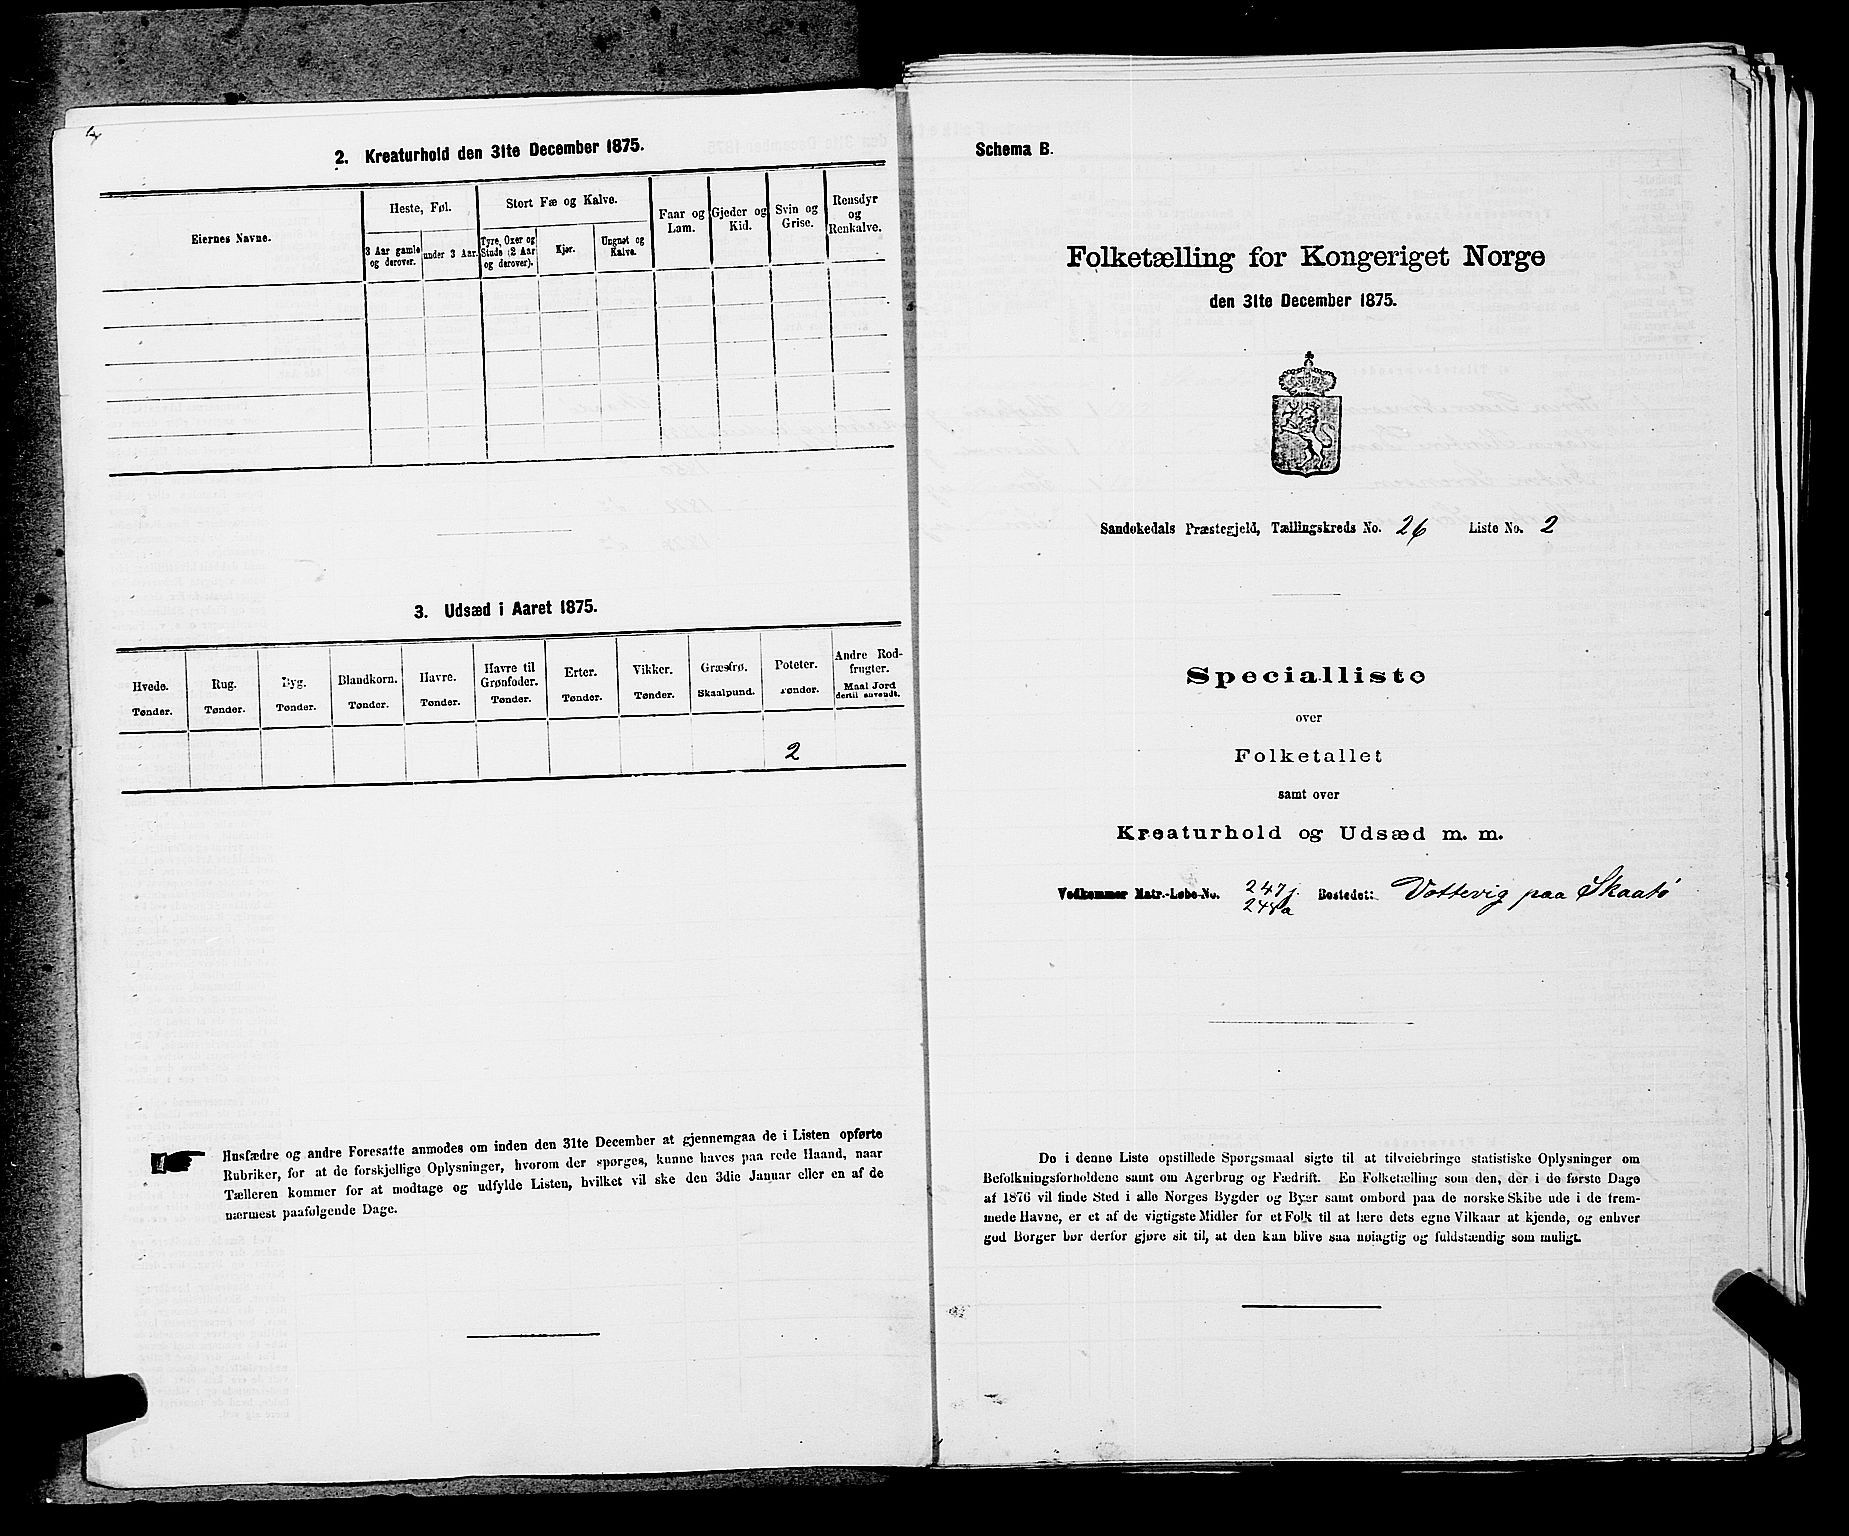 2. Kreaturhold den 31te December 1875.
Eiernes Navne.
Heste, Føl.
3 Aar gamle og derover.
under 3 Aar.
Stort Fæ og Kalve.
Tyre, Oxer og Stude (2 Aar og derover).
Kjør.
Ungnøt og Kalve.
Faar og Lam.
Gjeder og Kid.
Svin og Grise.
Rensdyr og Renkalve.
3. Udsæd i Aaret 1875.
Hvede.
Tønder.
Rug.
Tønder.
Byg.
Tønder.
Blandkorn.
Tønder.
Havre.
Tønder.
Havre til Grønfoder.
Tønder.
Erter.
Tønder.
Vikker.
Tønder.
Græsfrø.
Skaalpund.
Poteter.
Tønder.
Andre Rodfrugter.
Maal Jord dertil anvendt.
2
Husfædre og andre Foresatte anmodes om inden den 31te December at gjennemgaa de i Listen opførte
Rubriker, for at de forskjellige Oplysninger, hvorom der spørges, kunne haves paa rede Haand, naar
Tælleren kommer for at modtage og udfylde Listen, hvilket vil ske den 3die Januar eller en af de
nærmest paafølgende Dage.
Schema B.
Folketælling for Kongeriget Norge
den 31te December 1875.
Sandøkedals Præstegjeld, Tællingskreds No. 26 Liste No. 2
Specialliste
over
Folketallet
samt over
Kreaturhold og Udsæd m. m.
Vedkommer Matr.-Løbe-No. 247j. Bostedet: Vottevig paa Skaatø
248a
De i denne Liste opstillede Spørgsmaal sigte til at tilveiebringe statistiske Oplysninger om
Befolkningsforholdene samt om Agerbrug og Fædrift. En Folketælling som den, der i de første Dage
af 1876 vil finde Sted i alle Norges Bygder og Byer samt ombord paa de norske Skibe ude i de frem-
mede Havne, er et af de vigtigste Midler for et Folk til at lære dets egne Vilkaar at kjende, og enhver
god Borger bør derfor gjøre sit til, at den kan blive saa nøiagtig og fuldstændig som muligt.